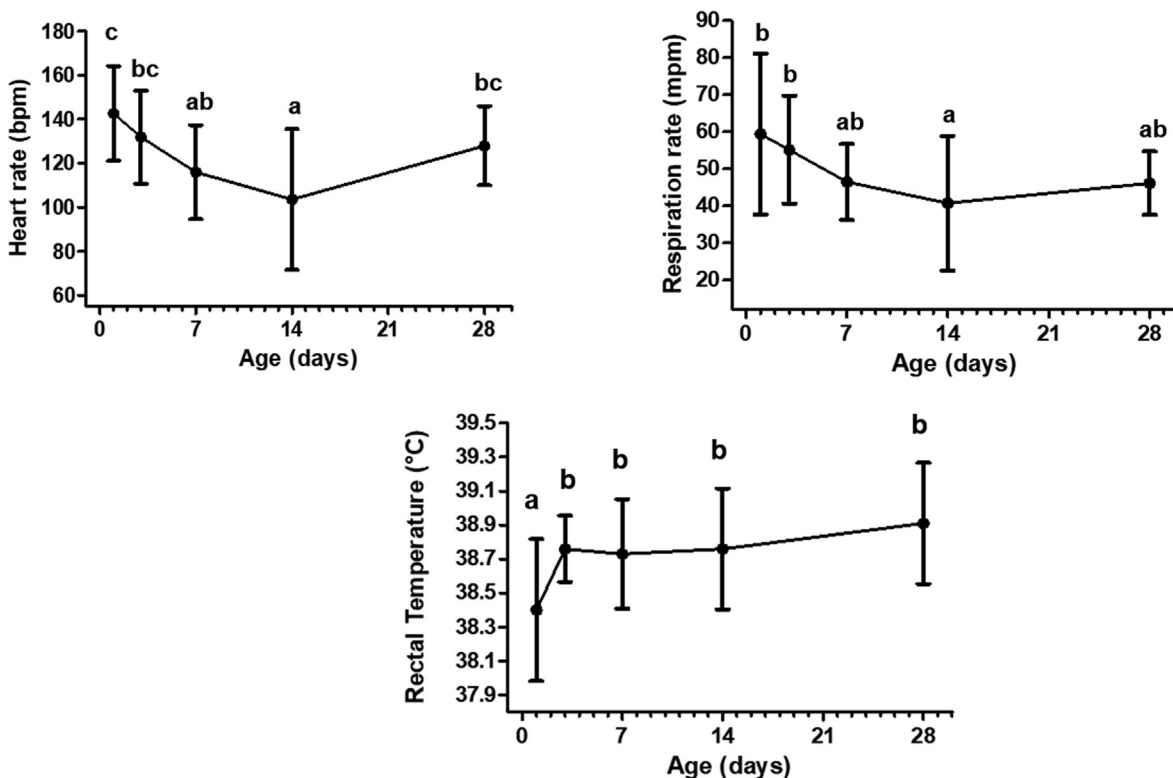 Heart rate (bpm)
180
160
140
120
100
80
60
c
bc
ab
a
bc
0 7 14 21 28
Age (days)
Respiration rate (mpm)
90
80
70
60
50
40
30
20
b
b
ab
a
ab
0 7 14 21 28
Age (days)
Rectal Temperature (°C)
39.5
39.3
39.1
38.9
38.7
38.5
38.3
38.1
37.9
a
b
b
b
b
0 7 14 21 28
Age (days)